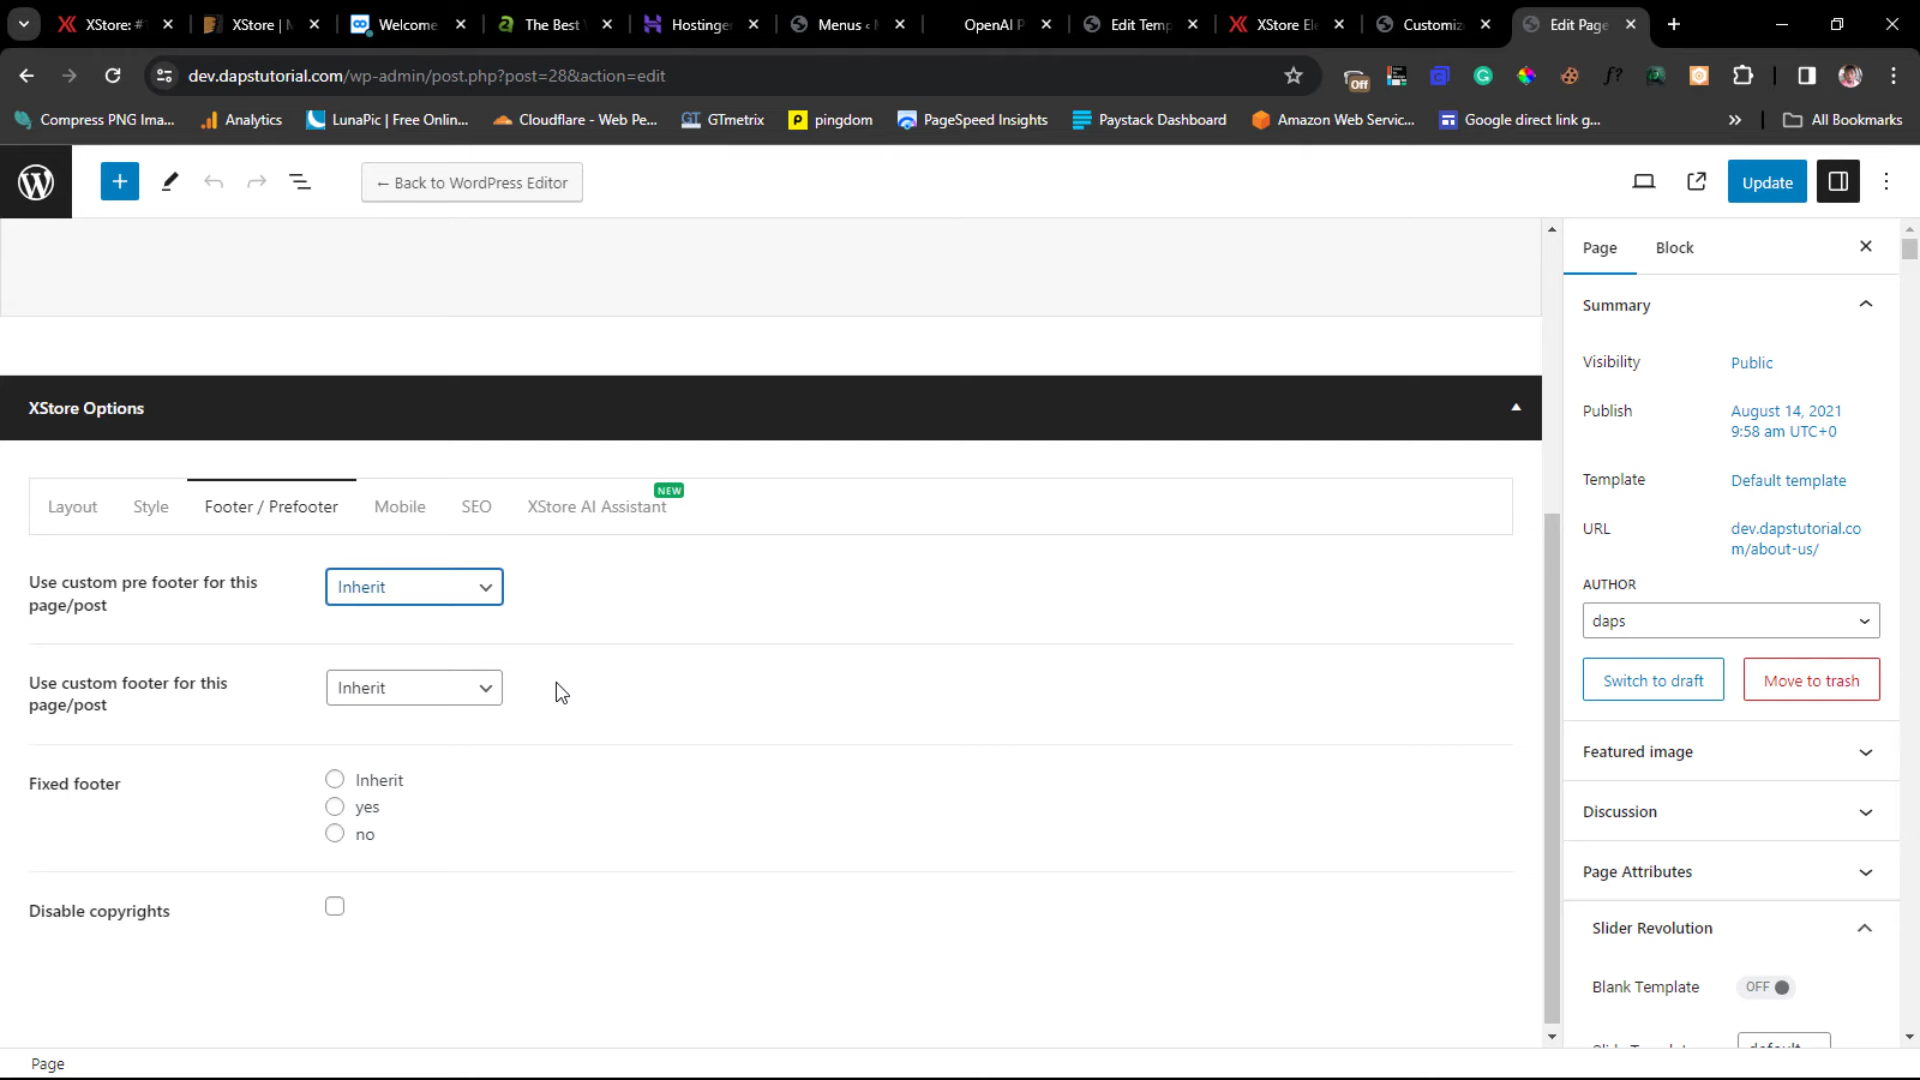 XStore: #
XStore | M
Welcome
The Best
Hostinger
Menus ‹
OpenAI P
Edit Temp
XStore El
Customiz
Edit Page
dev.dapstutorial.com/wp-admin/post.php?post=28&action=edit
Off
f?
Compress PNG Ima...
Analytics
LunaPic | Free Onlin...
Cloudflare - Web Pe...
GTmetrix
pingdom
PageSpeed Insights
Paystack Dashboard
Amazon Web Servic...
Google direct link g...
All Bookmarks
← Back to WordPress Editor
Update
Page
Block
Summary
Visibility
Public
Publish
August 14, 2021
9:58 am UTC+0
Template
Default template
URL
dev.dapstutorial.co
m/about-us/
AUTHOR
daps
Switch to draft
Move to trash
Featured image
Discussion
Page Attributes
Slider Revolution
Blank Template
OFF
XStore Options
Layout
Style
Footer / Prefooter
Mobile
SEO
XStore AI Assistant
NEW
Use custom pre footer for this
page/post
Inherit
Use custom footer for this
page/post
Inherit
Fixed footer
Inherit
yes
no
Disable copyrights
Page